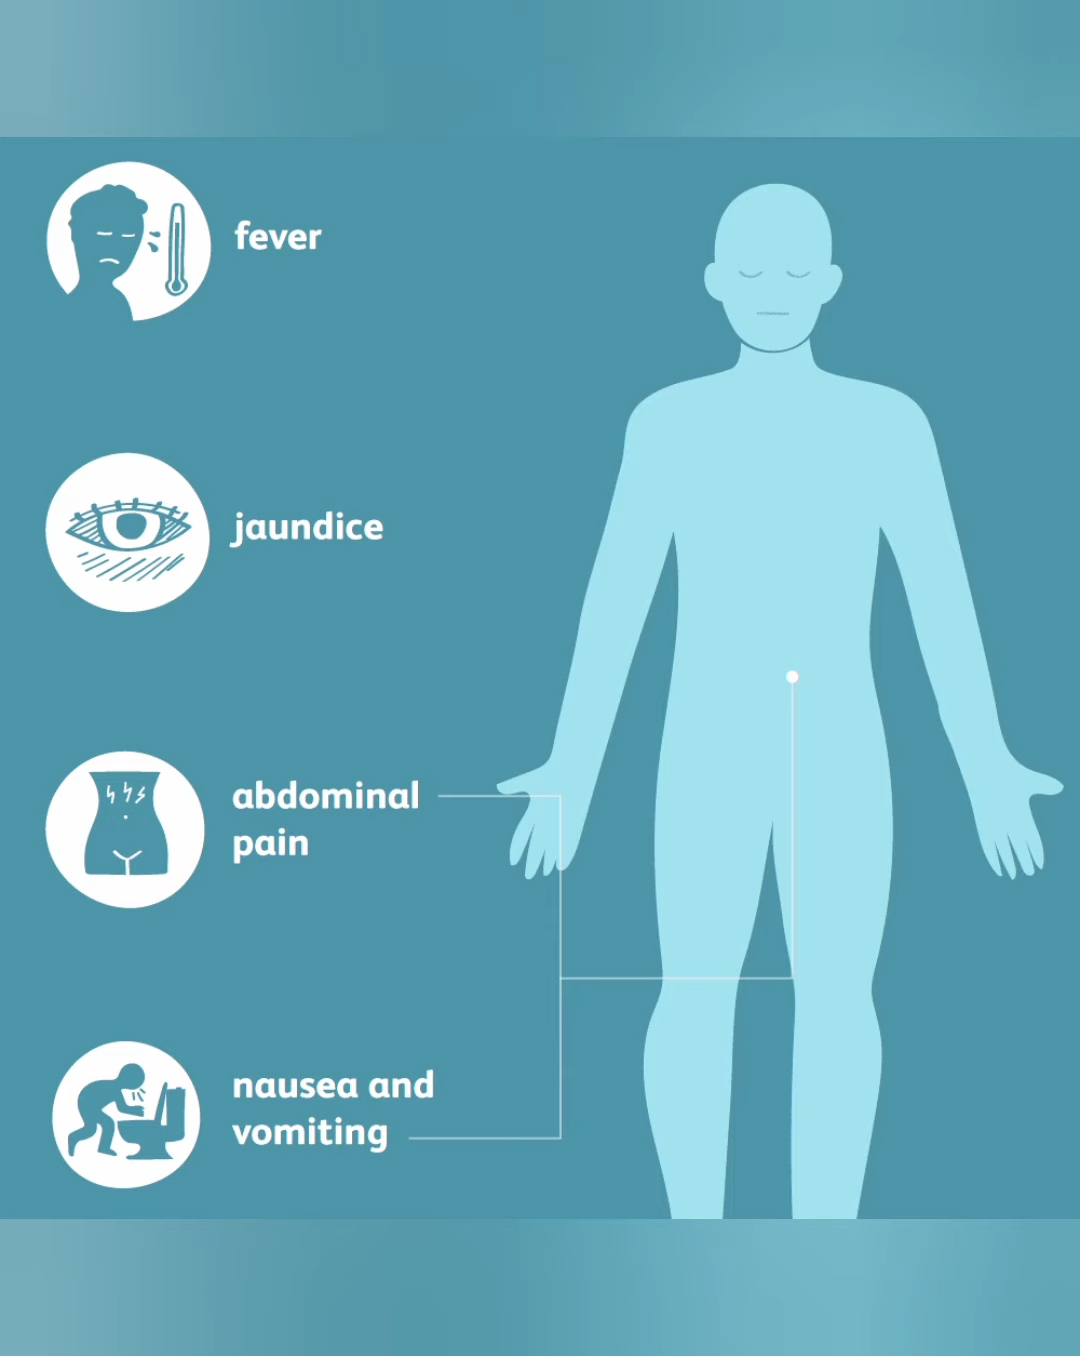 fever
jaundice
abdominal
pain
nausea and
vomiting